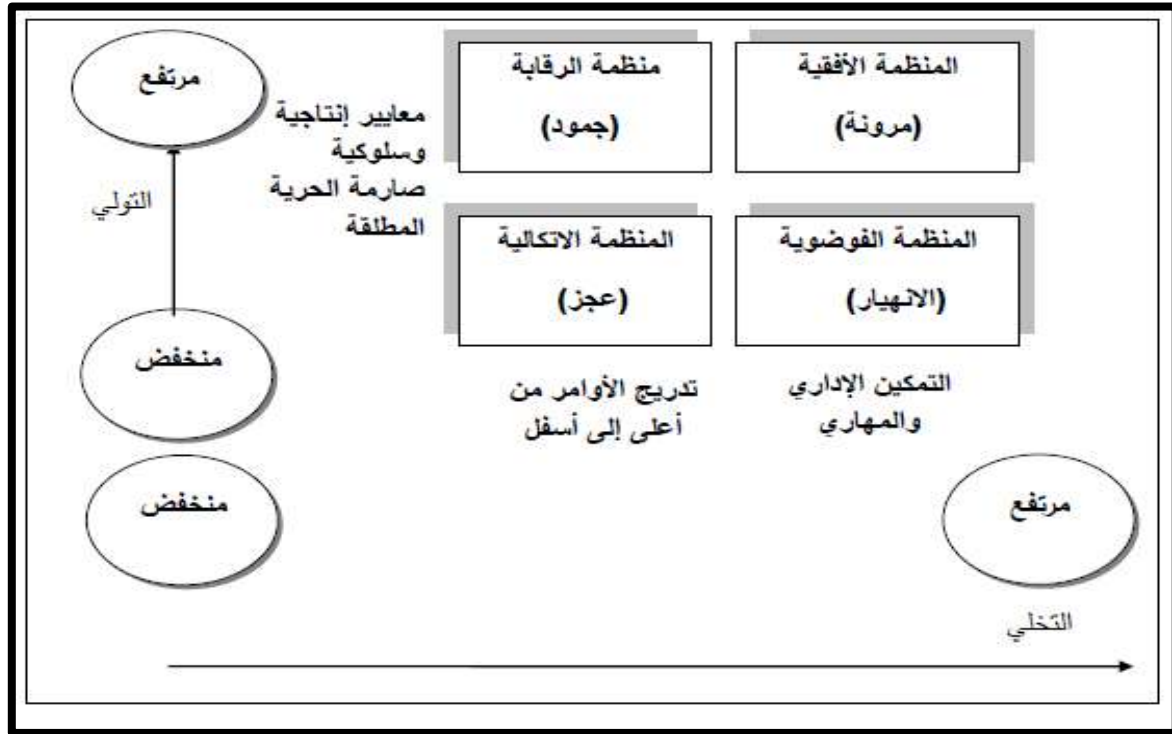 المنظمة الأفقية
(مرونة)
منظمة الرقابة
(جمود)
مرتفع
معايير إنتاجية
وسلوكية
صارمة الحرية
المطلقة
التولي
المنظمة الفوضوية
(الانهيار)
المنظمة الاتكالية
(عجز)
منخفض
التمكين الإداري
والمهاري
تدريج الأوامر من
أعلى إلى أسفل
مرتفع
منخفض
التخلي